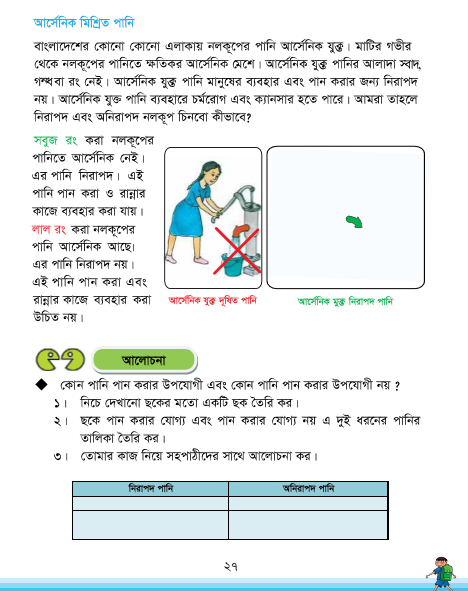 আর্সেনিক মিশ্রিত পানি
বাংলাদেশের কোনো কোনো এলাকায় নলকূপের পানি আর্সেনিক যুক্ত। মাটির গভীর
থেকে নলকূপের পানিতে ক্ষতিকর আর্সেনিক মেশে। আর্সেনিক যুক্ত পানির আলাদা স্বাদ,
গন্ধবা রং নেই। আর্সেনিক যুক্ত পানি মানুষের ব্যবহার এবং পান করার জন্য নিরাপদ
নয়। আর্সেনিক যুক্ত পানি ব্যবহারে চর্মরোগ এবং ক্যানসার হতে পারে। আমরা তাহলে
নিরাপদ এবং অনিরাপদ নলকূপ চিনবো কীভাবে?
সবুজ রং করা নলকূপের
পানিতে আর্সেনিক নেই।
এর পানি নিরাপদ। এই
পানি পান করা ও রান্নার
কাজে ব্যবহার করা যায়।
লাল রং করা নলকূপের
পানি আর্সেনিক আছে।
এর পানি নিরাপদ নয়।
এই পানি পান করা এবং
রান্নার কাজে ব্যবহার করা
উচিত নয়।
আর্সেনিক যুক্ত দূষিত পানি
আর্সেনিক মুক্ত নিরাপদ পানি
আলোচনা
◆ কোন পানি পান করার উপযোগী এবং কোন পানি পান করার উপযোগী নয় ?
১। নিচে দেখানো ছকের মতো একটি ছক তৈরি কর।
২। ছকে পান করার যোগ্য এবং পান করার যোগ্য নয় এ দুই ধরনের পানির
তালিকা তৈরি কর।
৩। তোমার কাজ নিয়ে সহপাঠীদের সাথে আলোচনা কর।
নিরাপদ পানি
অনিরাপদ পানি
২৭